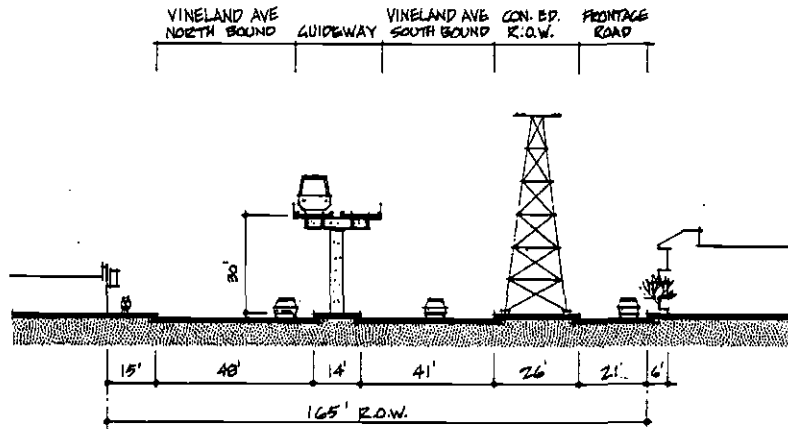 VINELAND AVE NORTH BOUND
GUIDEWAY
VINELAND AVE SOUTH BOUND
CON. ED. R.O.W.
FRONTAGE ROAD
30'
15' 48' 14' 41' 26' 21' 6'
165' R.O.W.